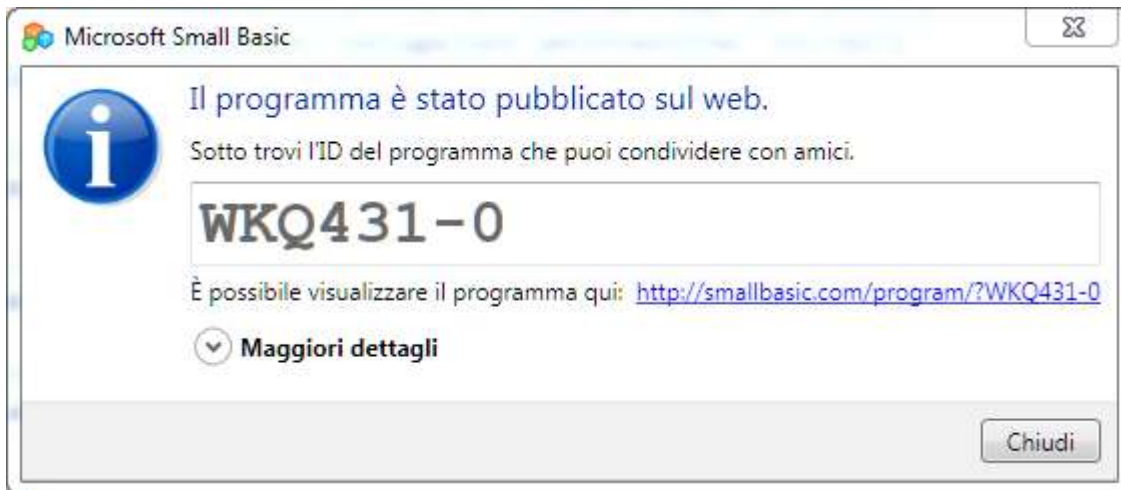 Microsoft Small Basic
Il programma è stato pubblicato sul web.
Sotto trovi l'ID del programma che puoi condividere con amici.
WKQ431-0
È possibile visualizzare il programma qui: http://smallbasic.com/program/?WKQ431-0
Maggiori dettagli
Chiudi